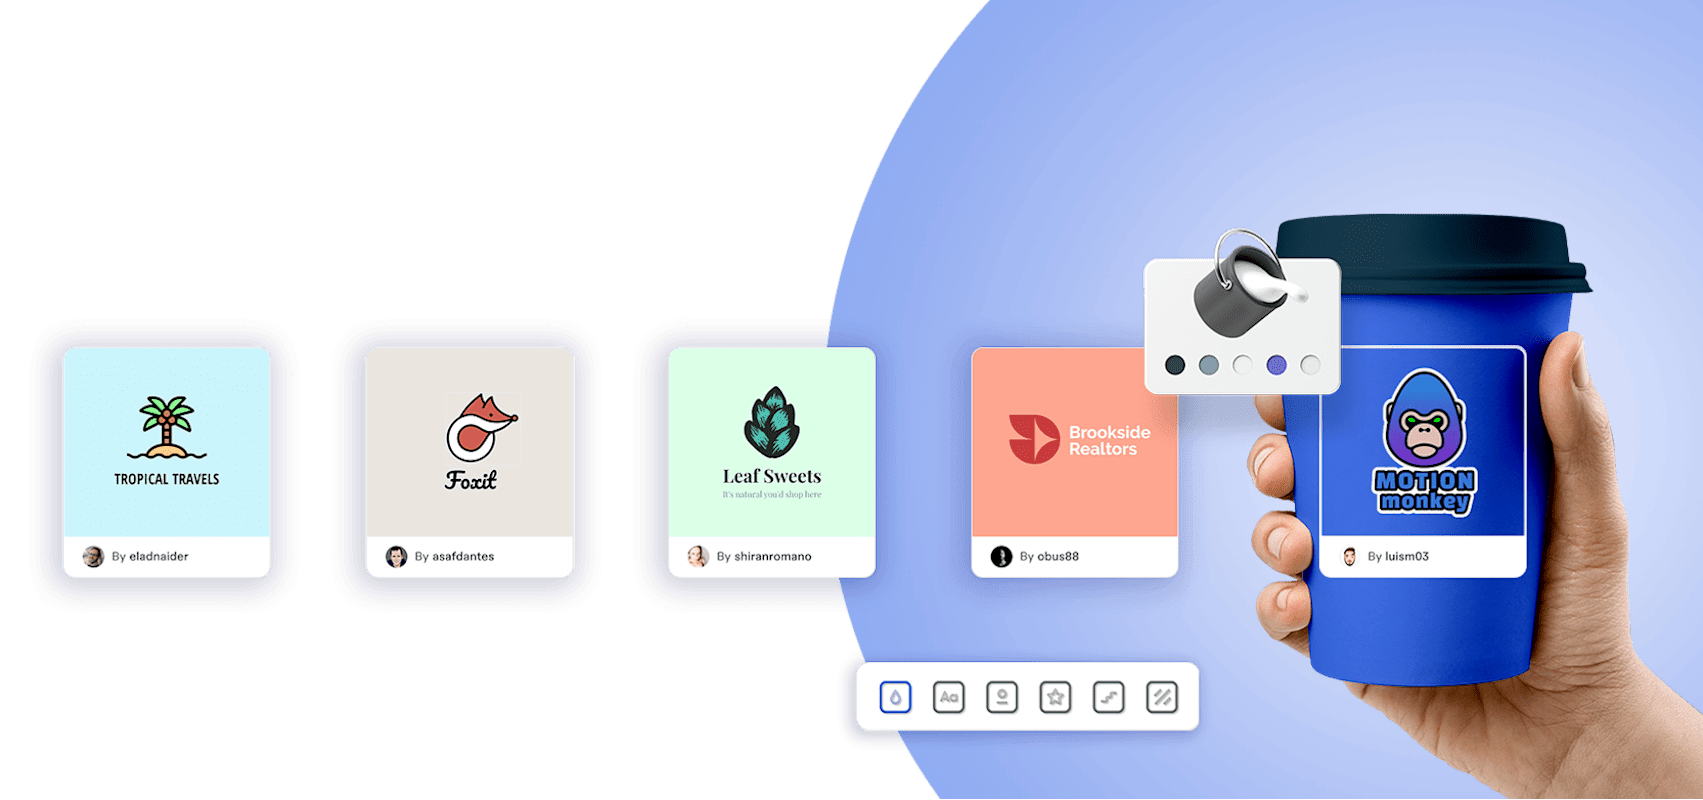 TROPICAL TRAVELS
By eladnaider
Foxit
By asafdantes
Leaf Sweets
It's natural you'd shop here
By shiranromano
Brookside
Realtors
By obus88
MOTION
monkey
By luism03
Aa